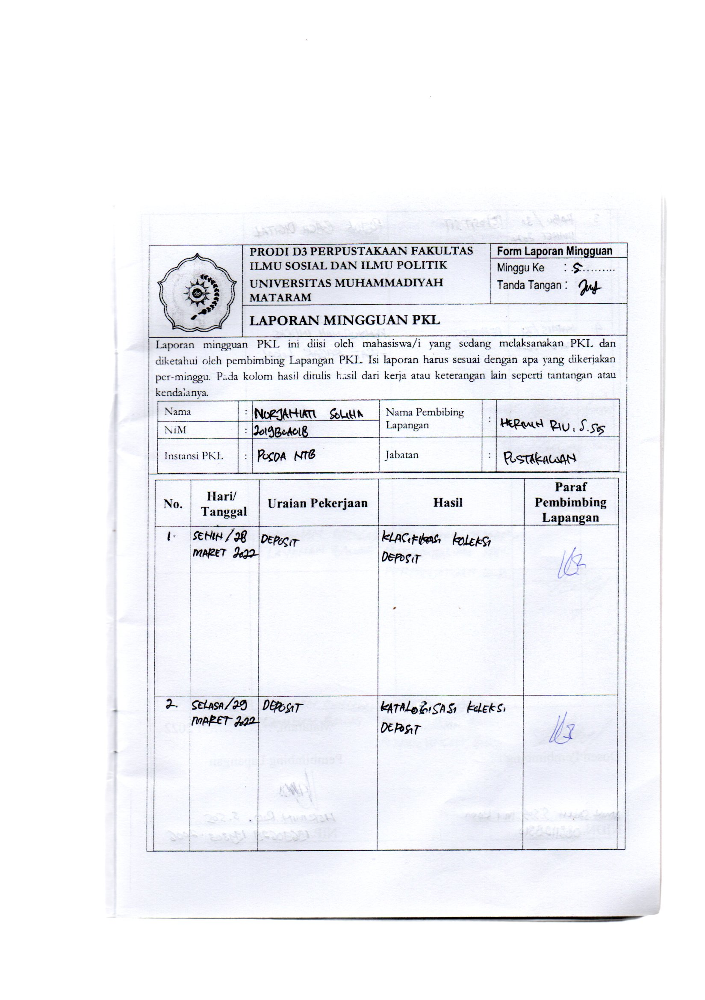 PRODI D3 PERPUSTAKAAN FAKULTAS
ILMU SOSIAL DAN ILMU POLITIK
UNIVERSITAS MUHAMMADIYAH
MATARAM
Form Laporan Mingguan
Minggu Ke : .5..........
Tanda Tangan :
LAPORAN MINGGUAN PKL
Laporan mingguan PKL ini diisi oleh mahasiswa/i yang sedang melaksanakan PKL dan
diketahui oleh pembimbing Lapangan PKL. Isi laporan harus sesuai dengan apa yang dikerjakan
per-minggu. Pada kolom hasil ditulis hasil dari kerja atau keterangan lain seperti tantangan atau
kendalanya.
Nama : NURJANNATI SOLIHA
NIM : 2019B0A018
Nama Pembibing
Lapangan : HERNIH RIU, S.Sos
Instansi PKL : PUSDA NTB
Jabatan : PUSTAKAWAN
No. Hari/ Tanggal Uraian Pekerjaan Hasil Paraf Pembimbing Lapangan
1. SENIN/28 DEPOSIT KLASIFIKASI KOLEKSI
MARET 2022 DEPOSIT
2. SELASA/29 DEPOSIT KATALOGISASI KOLEKSI
MARET 2022 DEPOSIT